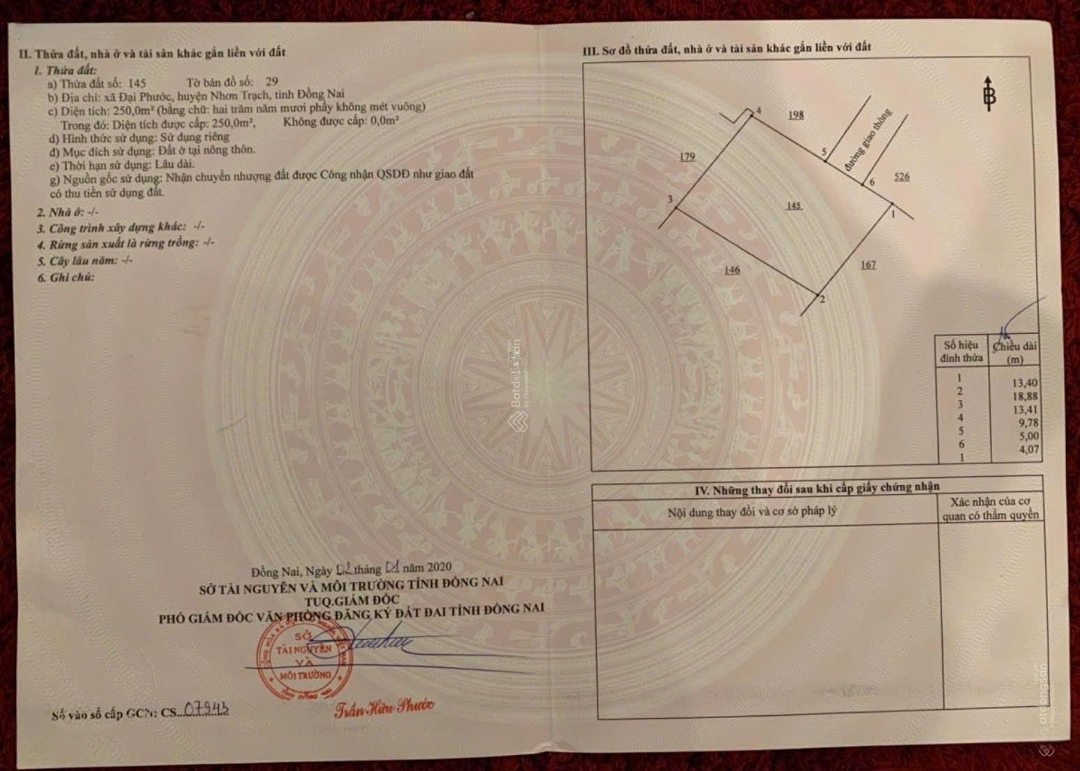 II. Thửa đất, nhà ở và tài sản khác gắn liền với đất
1. Thửa đất:
a) Thửa đất số: 145 Tờ bản đồ số: 29
b) Địa chỉ: xã Đại Phước, huyện Nhơn Trạch, tỉnh Đồng Nai
c) Diện tích: 250,0m² (bằng chữ: hai trăm năm mươi phẩy không mét vuông)
Trong đó: Diện tích được cấp: 250,0m², Không được cấp: 0,0m²
d) Hình thức sử dụng: Sử dụng riêng
đ) Mục đích sử dụng: Đất ở tại nông thôn.
e) Thời hạn sử dụng: Lâu dài.
g) Nguồn gốc sử dụng: Nhận chuyển nhượng đất được Công nhận QSDĐ như giao đất
có thu tiền sử dụng đất.
2. Nhà ở: -/-
3. Công trình xây dựng khác: -/-
4. Rừng sản xuất là rừng trồng: -/-
5. Cây lâu năm: -/-
6. Ghi chú:
Đồng Nai, Ngày 02 tháng 01 năm 2020
SỞ TÀI NGUYÊN VÀ MÔI TRƯỜNG TỈNH ĐỒNG NAI
TUQ.GIÁM ĐỐC
PHÓ GIÁM ĐỐC VĂN PHÒNG ĐĂNG KÝ ĐẤT ĐAI TỈNH ĐỒNG NAI
SỞ
TÀI NGUYÊN
VÀ
MÔI TRƯỜNG
Trần Hữu Phước
Số vào sổ cấp GCN: CS 07943
III. Sơ đồ thửa đất, nhà ở và tài sản khác gắn liền với đất
B
4
198
5
đường giao thông
179
6
526
3
145
1
146
167
2
Số hiệu đỉnh thửa Chiều dài (m)
1
13,40
2
18,88
3
13,41
4
9,78
5
5,00
6
4,07
1
IV. Những thay đổi sau khi cấp giấy chứng nhận
Nội dung thay đổi và cơ sở pháp lý
Xác nhận của cơ
quan có thẩm quyền
Batdongsan
Batdongsan